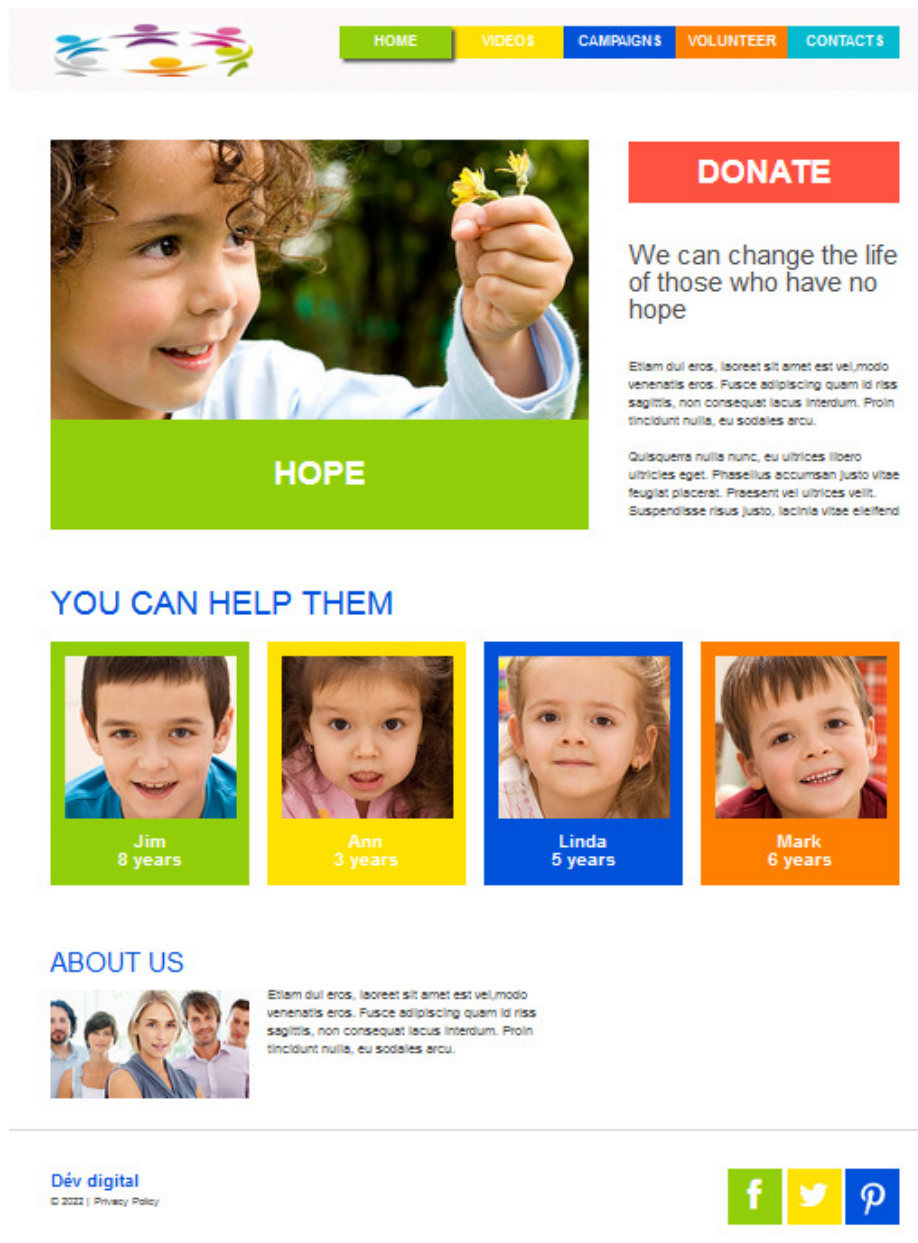 HOME VIDEOS CAMPAIGNS VOLUNTEER CONTACTS
DONATE
We can change the life
of those who have no
hope
Etiam dui eros, laoreet sit amet est vel,modo
venenatis eros. Fusce adipiscing quam id riss
sagittis, non consequat lacus interdum. Proin
tincidunt nulla, eu sodales arcu.
Quisquerra nulla nunc, eu ultrices libero
ultricies eget. Phasellus accumsan justo vitae
feugiat placerat. Praesent vel ultrices velit.
Suspendisse risus justo, lacinia vitae eleifend
HOPE
YOU CAN HELP THEM
Jim
8 years
Ann
3 years
Linda
5 years
Mark
6 years
ABOUT US
Etiam dui eros, laoreet sit amet est vel,modo
venenatis eros. Fusce adipiscing quam id riss
sagittis, non consequat lacus interdum. Proin
tincidunt nulla, eu sodales arcu.
Dév digital
© 2022 | Privacy Policy